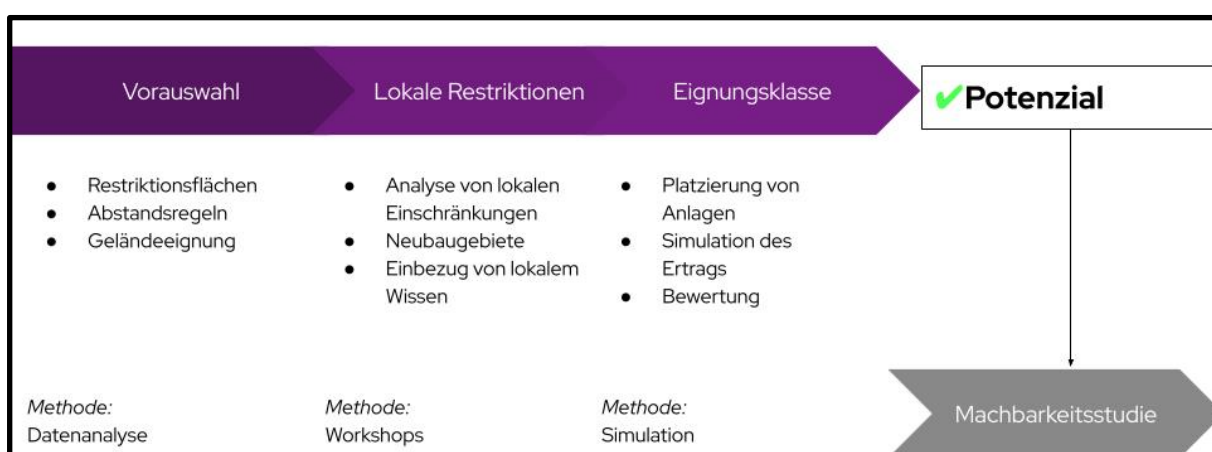 Vorauswahl
Lokale Restriktionen
Eignungsklasse
✔Potenzial
● Restriktionsflächen
● Abstandsregeln
● Geländeeignung
● Analyse von lokalen
Einschränkungen
● Neubaugebiete
● Einbezug von lokalem
Wissen
● Platzierung von
Anlagen
● Simulation des
Ertrags
● Bewertung
Methode:
Datenanalyse
Methode:
Workshops
Methode:
Simulation
Machbarkeitsstudie